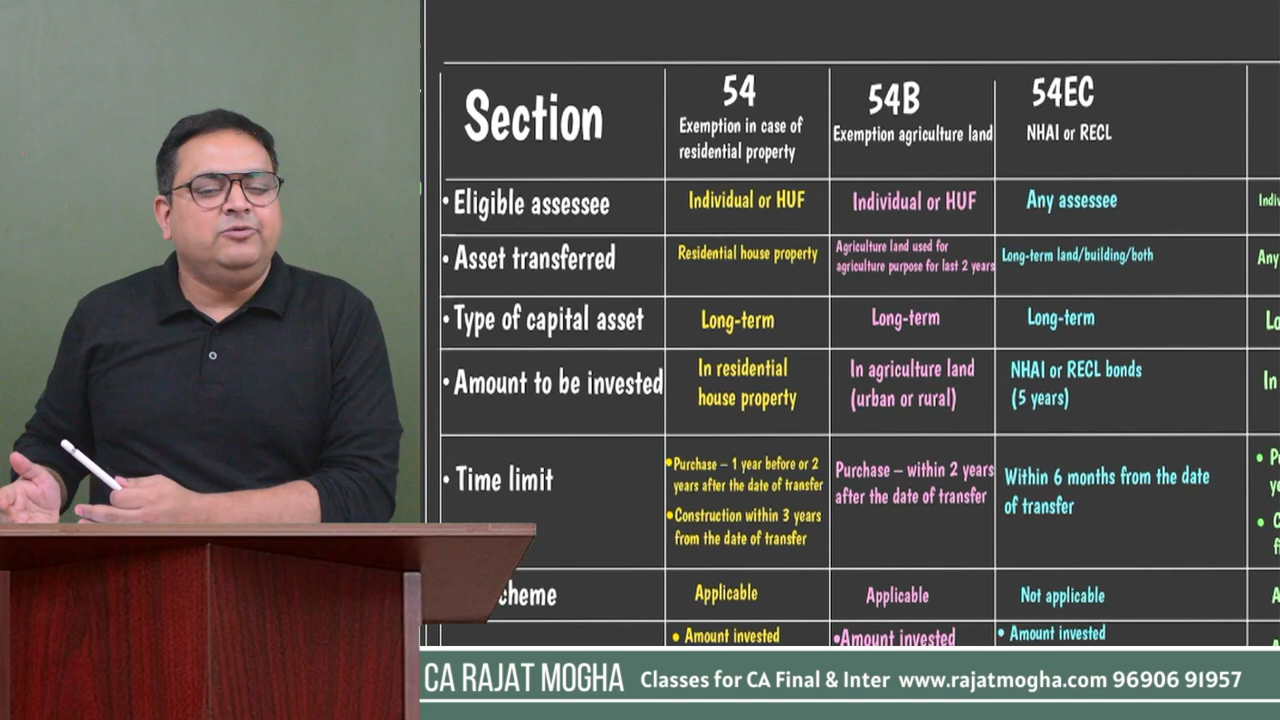 Section
54
Exemption in case of
residential property
54B
Exemption agriculture land
54EC
NHAI or RECL
• Eligible assessee
Individual or HUF
Individual or HUF
Any assessee
• Asset transferred
Residential house property
Agriculture land used for
agriculture purpose for last 2 years
Long-term land/building/both
Any
• Type of capital asset
Long-term
Long-term
Long-term
• Amount to be invested
In residential
house property
In agriculture land
(urban or rural)
NHAI or RECL bonds
(5 years)
In
• Time limit
• Purchase – 1 year before or 2
years after the date of transfer
• Construction within 3 years
from the date of transfer
Purchase – within 2 years
after the date of transfer
Within 6 months from the date
of transfer
cheme
Applicable
Applicable
Not applicable
• Amount invested
•Amount invested
• Amount invested
CA RAJAT MOGHA Classes for CA Final & Inter www.rajatmogha.com 96906 91957